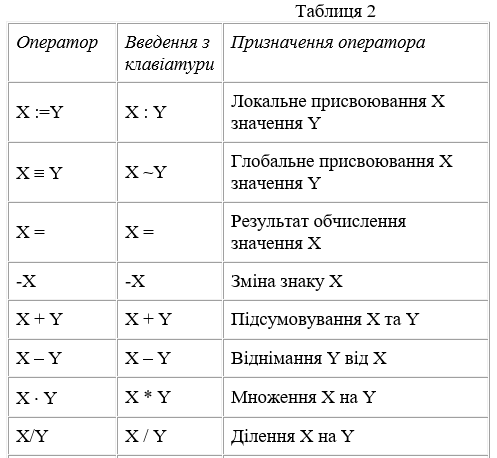 Таблиця 2
Оператор Введення з клавіатури Призначення оператора
X :=Y X : Y Локальне присвоювання X
значення Y
X ≡ Y X ~Y Глобальне присвоювання X
значення Y
X = X = Результат обчислення
значення X
-X -X Зміна знаку X
X + Y X + Y Підсумовування X та Y
X – Y X – Y Віднімання Y від X
X · Y X * Y Множення X на Y
X/Y X / Y Ділення X на Y